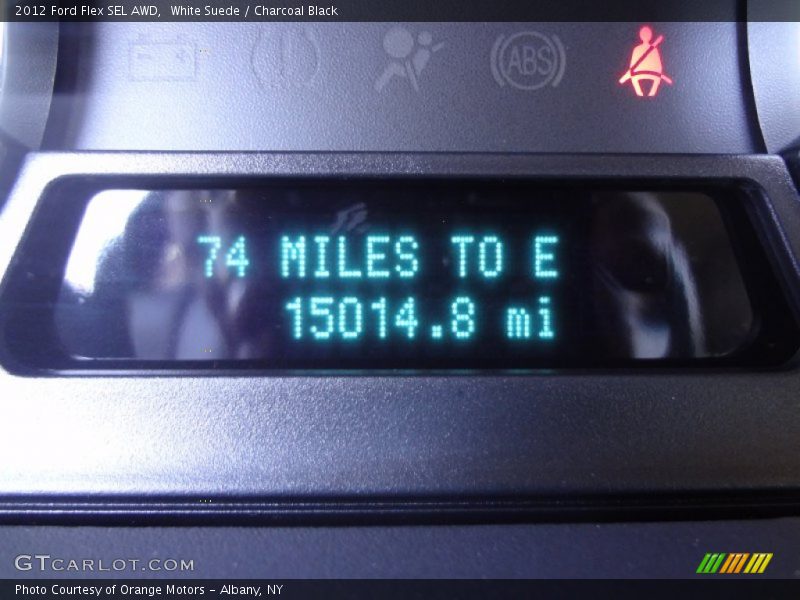 2012 Ford Flex SEL AWD,  White Suede / Charcoal Black
ABS
74 MILES TO E
15014.8 mi
GTCARLOT.COM
Photo Courtesy of Orange Motors - Albany, NY